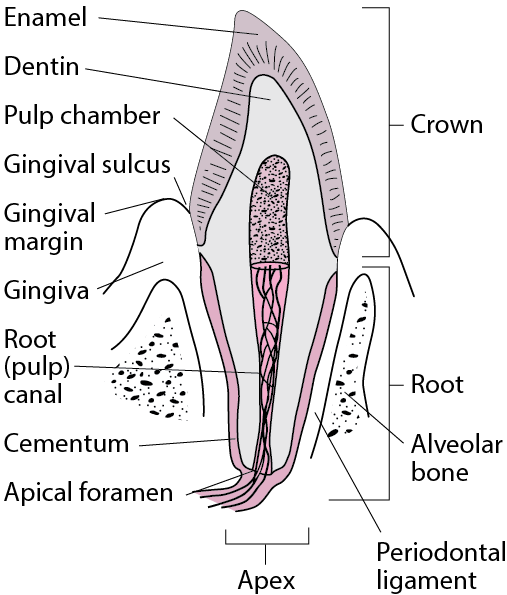 Enamel
Dentin
Pulp chamber
Gingival sulcus
Gingival
margin
Gingiva
Root
(pulp)
canal
Cementum
Apical foramen
Crown
Root
Alveolar
bone
Periodontal
ligament
Apex